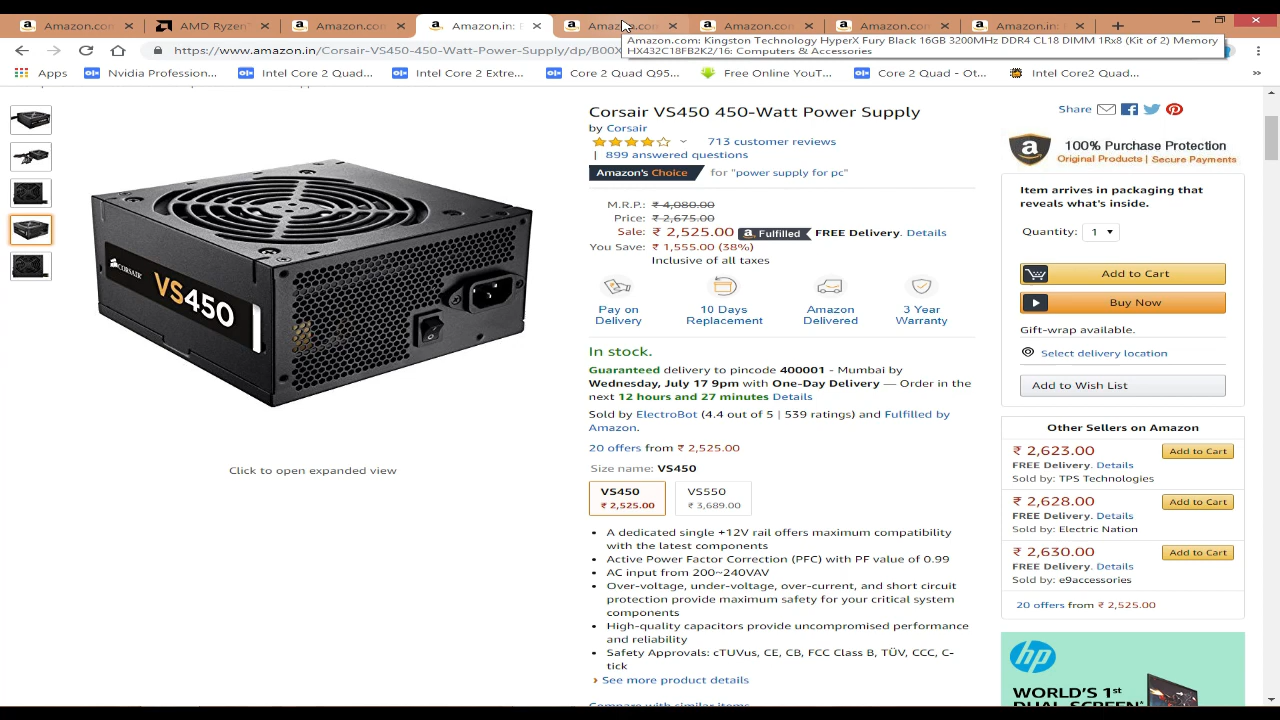 Amazon.com
AMD Ryzen
Amazon.com
Amazon.in:
Amazon.com
Amazon.com
Amazon.com
Amazon.in:
https://www.amazon.in/Corsair-VS450-450-Watt-Power-Supply/dp/B00X
Amazon.com: Kingston Technology HyperX Fury Black 16GB 3200MHz DDR4 CL18 DIMM 1Rx8 (Kit of 2) Memory
HX432C18FB2K2/16: Computers & Accessories
Apps
Nvidia Profession...
Intel Core 2 Quad...
Intel Core 2 Extre...
Core 2 Quad Q95...
Free Online YouT...
Core 2 Quad - Ot...
Intel Core2 Quad...
Corsair VS450 450-Watt Power Supply
by Corsair
713 customer reviews
| 899 answered questions
Amazon's Choice for "power supply for pc"
M.R.P.: ₹ 4,080.00
Price: ₹ 2,675.00
Sale: ₹ 2,525.00 Fulfilled FREE Delivery. Details
You Save: ₹ 1,555.00 (38%)
Inclusive of all taxes
Pay on Delivery
10 Days Replacement
Amazon Delivered
3 Year Warranty
In stock.
Guaranteed delivery to pincode 400001 - Mumbai by
Wednesday, July 17 9pm with One-Day Delivery — Order in the
next 12 hours and 27 minutes Details
Sold by ElectroBot (4.4 out of 5 | 539 ratings) and Fulfilled by
Amazon.
20 offers from ₹ 2,525.00
Size name: VS450
VS450
₹ 2,525.00
VS550
₹ 3,689.00
A dedicated single +12V rail offers maximum compatibility
with the latest components
Active Power Factor Correction (PFC) with PF value of 0.99
AC input from 200~240VAV
Over-voltage, under-voltage, over-current, and short circuit
protection provide maximum safety for your critical system
components
High-quality capacitors provide uncompromised performance
and reliability
Safety Approvals: cTUVus, CE, CB, FCC Class B, TÜV, CCC, C-
tick
See more product details
Compare with similar items
CORSAIR
VS450
Click to open expanded view
Share
100% Purchase Protection
Original Products | Secure Payments
Item arrives in packaging that
reveals what's inside.
Quantity: 1
Add to Cart
Buy Now
Gift-wrap available.
Select delivery location
Add to Wish List
Other Sellers on Amazon
₹ 2,623.00 Add to Cart
FREE Delivery. Details
Sold by: TPS Technologies
₹ 2,628.00 Add to Cart
FREE Delivery. Details
Sold by: Electric Nation
₹ 2,630.00 Add to Cart
FREE Delivery. Details
Sold by: e9accessories
20 offers from ₹ 2,525.00
hp
WORLD'S 1st
DUAL SCREEN